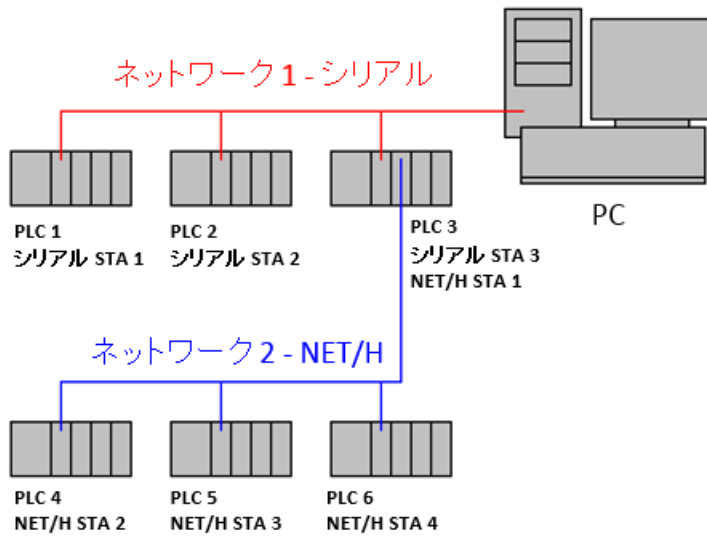 ネットワーク 1 - シリアル
PC
PLC 1
シリアル STA 1
PLC 2
シリアル STA 2
PLC 3
シリアル STA 3
NET/H STA 1
ネットワーク 2 - NET/H
PLC 4
NET/H STA 2
PLC 5
NET/H STA 3
PLC 6
NET/H STA 4